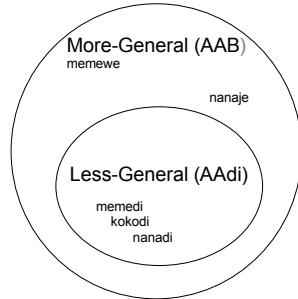 More-General (AAB)
memewe
nanaje
Less-General (AAdi)
memedi
kokodi
nanadi